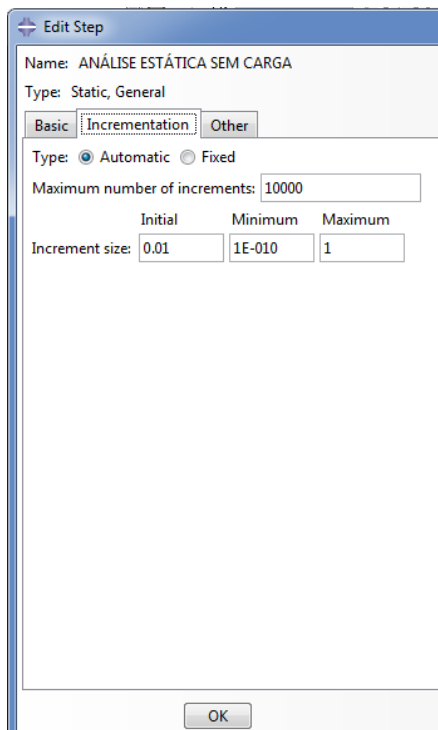 Edit Step
Name: ANÁLISE ESTÁTICA SEM CARGA
Type: Static, General
Basic Incrementation Other
Type: Automatic Fixed
Maximum number of increments: 10000
Initial Minimum Maximum
Increment size: 0.01 1E-010 1
OK